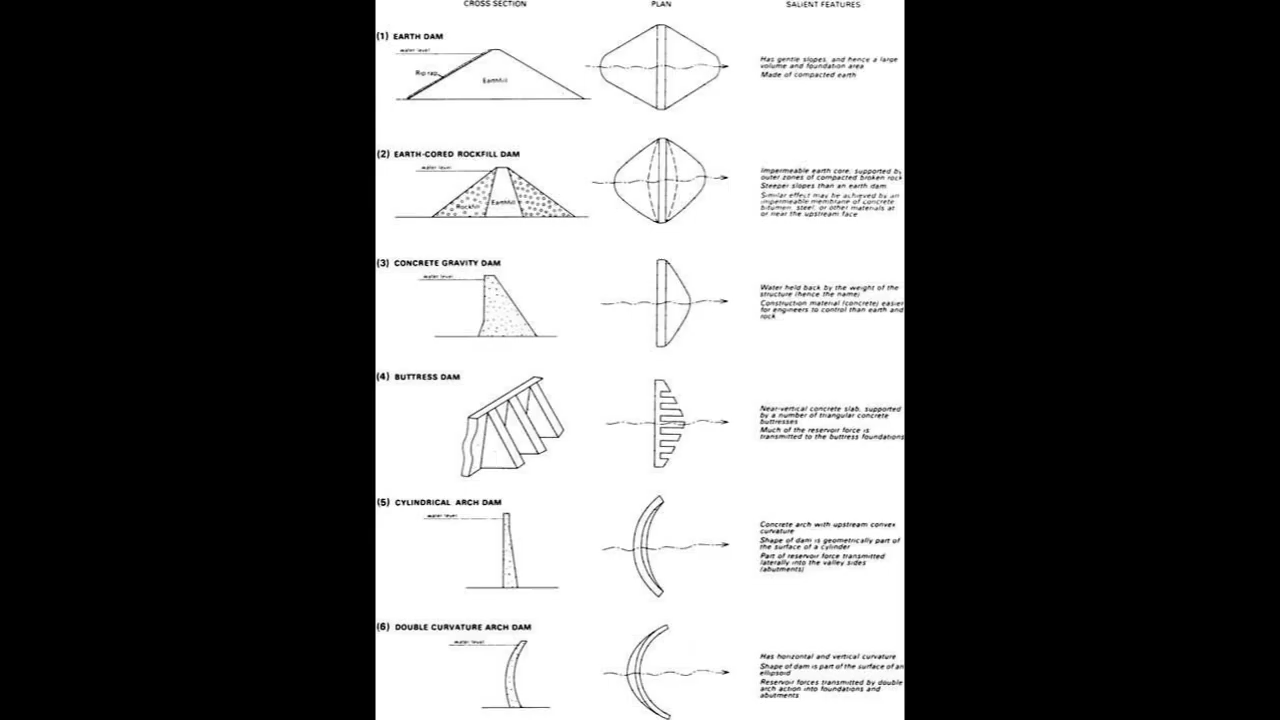 CROSS SECTION PLAN SALIENT FEATURES
(1) EARTH DAM
water level
Rip rap
Earthfill
Has gentle slopes, and hence a large
volume and foundation area
Made of compacted earth
(2) EARTH-CORED ROCKFILL DAM
water level
Rockfill
Earthfill
Impermeable earth core, supported by
outer zones of compacted broken rock
Steeper slopes than an earth dam
Similar effect may be achieved by an
impermeable membrane of concrete
bitumen, steel, or other materials at
or near the upstream face
(3) CONCRETE GRAVITY DAM
water level
Water held back by the weight of the
structure (hence the name)
Construction material (concrete) easier
for engineers to control than earth and
rock
(4) BUTTRESS DAM
Near-vertical concrete slab, supported
by a number of triangular concrete
buttresses
Much of the reservoir force is
transmitted to the buttress foundations
(5) CYLINDRICAL ARCH DAM
water level
Concrete arch with upstream convex
curvature
Shape of dam is geometrically part of
the surface of a cylinder
Part of reservoir force transmitted
laterally into the valley sides
(abutments)
(6) DOUBLE CURVATURE ARCH DAM
water level
Has horizontal and vertical curvature
Shape of dam is part of the surface of an
ellipsoid
Reservoir forces transmitted by double
arch action into foundations and
abutments